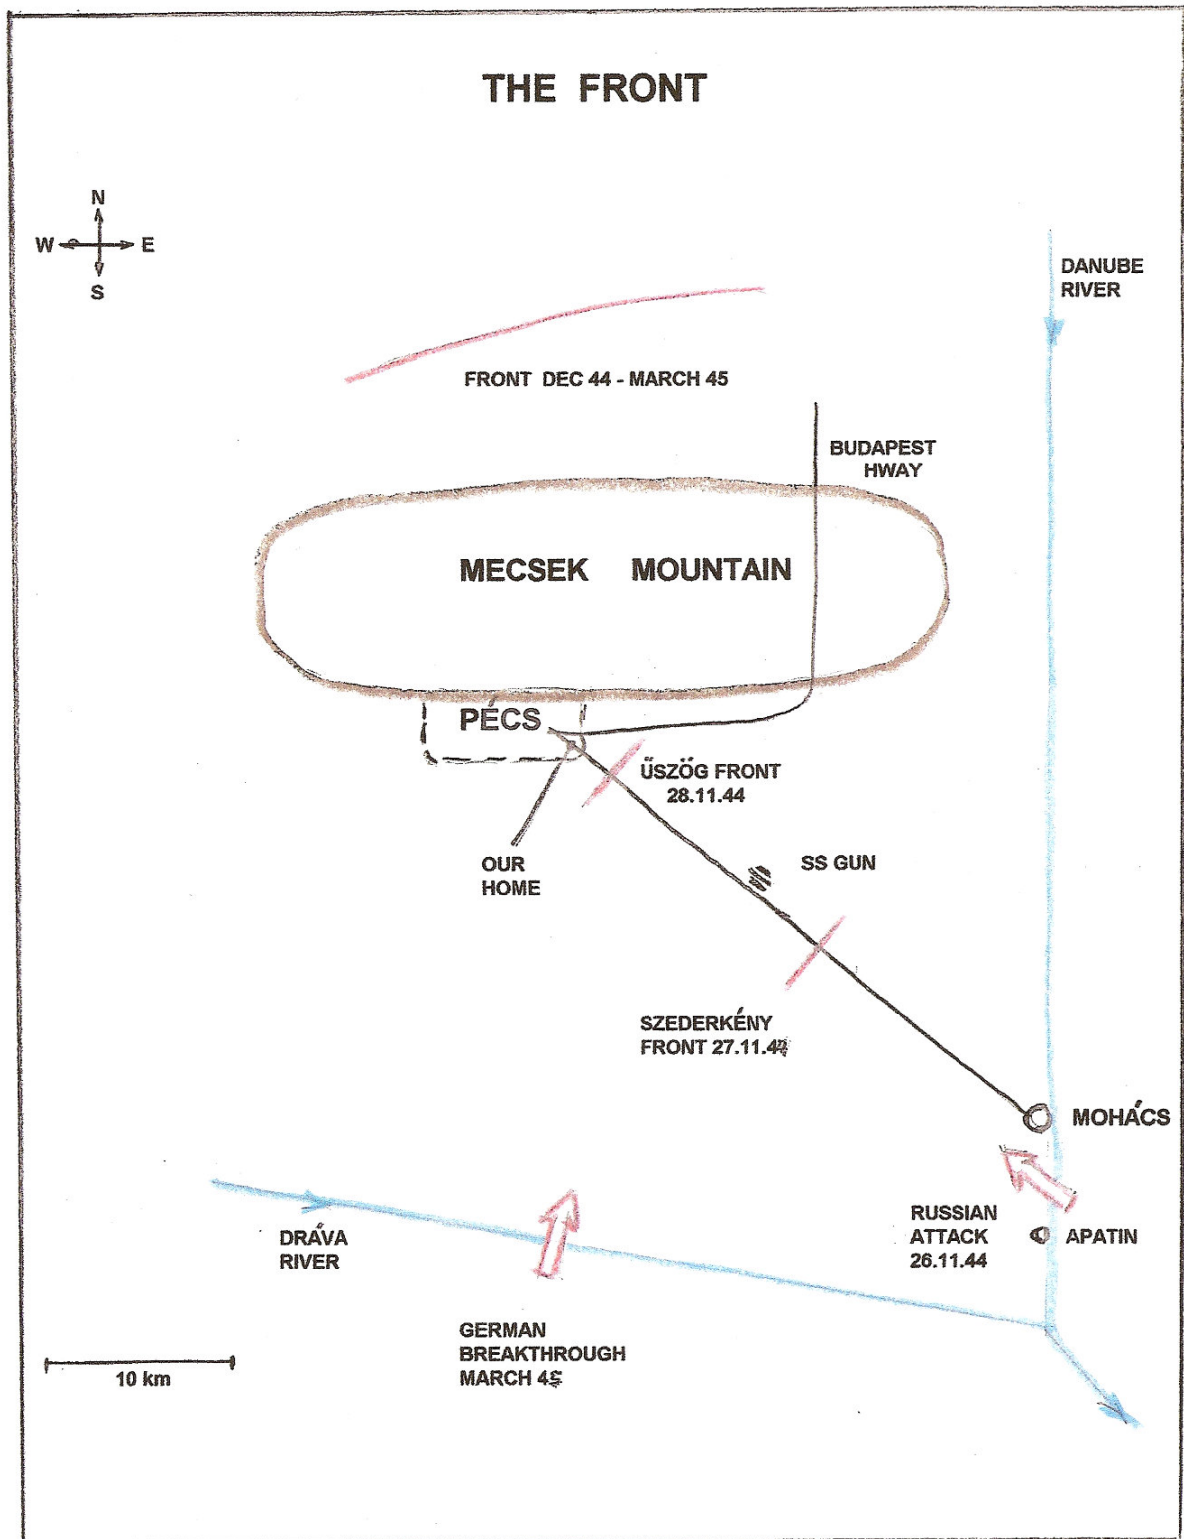 THE FRONT
N
W E
S
DANUBE
RIVER
FRONT DEC 44 - MARCH 45
BUDAPEST
HWAY
MECSEK MOUNTAIN
PÉCS
ŰSZÖG FRONT
28.11.44
OUR
HOME
SS GUN
SZEDERKÉNY
FRONT 27.11.44
MOHÁCS
RUSSIAN
ATTACK
26.11.44
APATIN
DRÁVA
RIVER
GERMAN
BREAKTHROUGH
MARCH 45
10 km